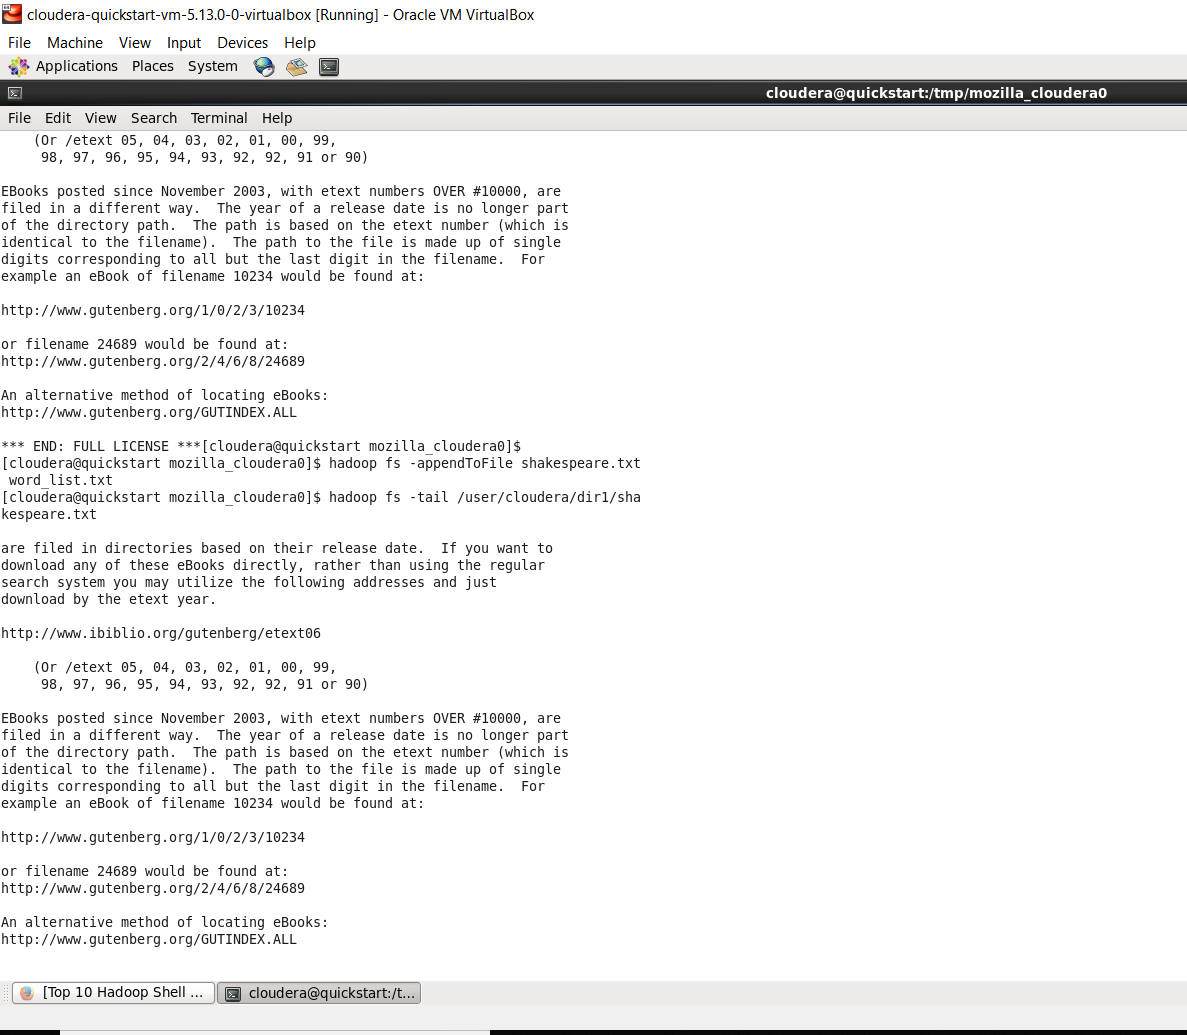 cloudera-quickstart-vm-5.13.0-0-virtualbox [Running] - Oracle VM VirtualBox
File Machine View Input Devices Help
Applications Places System
cloudera@quickstart:/tmp/mozilla_cloudera0
File Edit View Search Terminal Help
(Or /etext 05, 04, 03, 02, 01, 00, 99,
98, 97, 96, 95, 94, 93, 92, 92, 91 or 90)
EBooks posted since November 2003, with etext numbers OVER #10000, are
filed in a different way.  The year of a release date is no longer part
of the directory path.  The path is based on the etext number (which is
identical to the filename).  The path to the file is made up of single
digits corresponding to all but the last digit in the filename.  For
example an eBook of filename 10234 would be found at:
http://www.gutenberg.org/1/0/2/3/10234
or filename 24689 would be found at:
http://www.gutenberg.org/2/4/6/8/24689
An alternative method of locating eBooks:
http://www.gutenberg.org/GUTINDEX.ALL
*** END: FULL LICENSE ***[cloudera@quickstart mozilla_cloudera0]$
[cloudera@quickstart mozilla_cloudera0]$ hadoop fs -appendToFile shakespeare.txt
word_list.txt
[cloudera@quickstart mozilla_cloudera0]$ hadoop fs -tail /user/cloudera/dir1/sha
kespeare.txt
are filed in directories based on their release date.  If you want to
download any of these eBooks directly, rather than using the regular
search system you may utilize the following addresses and just
download by the etext year.
http://www.ibiblio.org/gutenberg/etext06
(Or /etext 05, 04, 03, 02, 01, 00, 99,
98, 97, 96, 95, 94, 93, 92, 92, 91 or 90)
EBooks posted since November 2003, with etext numbers OVER #10000, are
filed in a different way.  The year of a release date is no longer part
of the directory path.  The path is based on the etext number (which is
identical to the filename).  The path to the file is made up of single
digits corresponding to all but the last digit in the filename.  For
example an eBook of filename 10234 would be found at:
http://www.gutenberg.org/1/0/2/3/10234
or filename 24689 would be found at:
http://www.gutenberg.org/2/4/6/8/24689
An alternative method of locating eBooks:
http://www.gutenberg.org/GUTINDEX.ALL
[Top 10 Hadoop Shell ... cloudera@quickstart:/t...